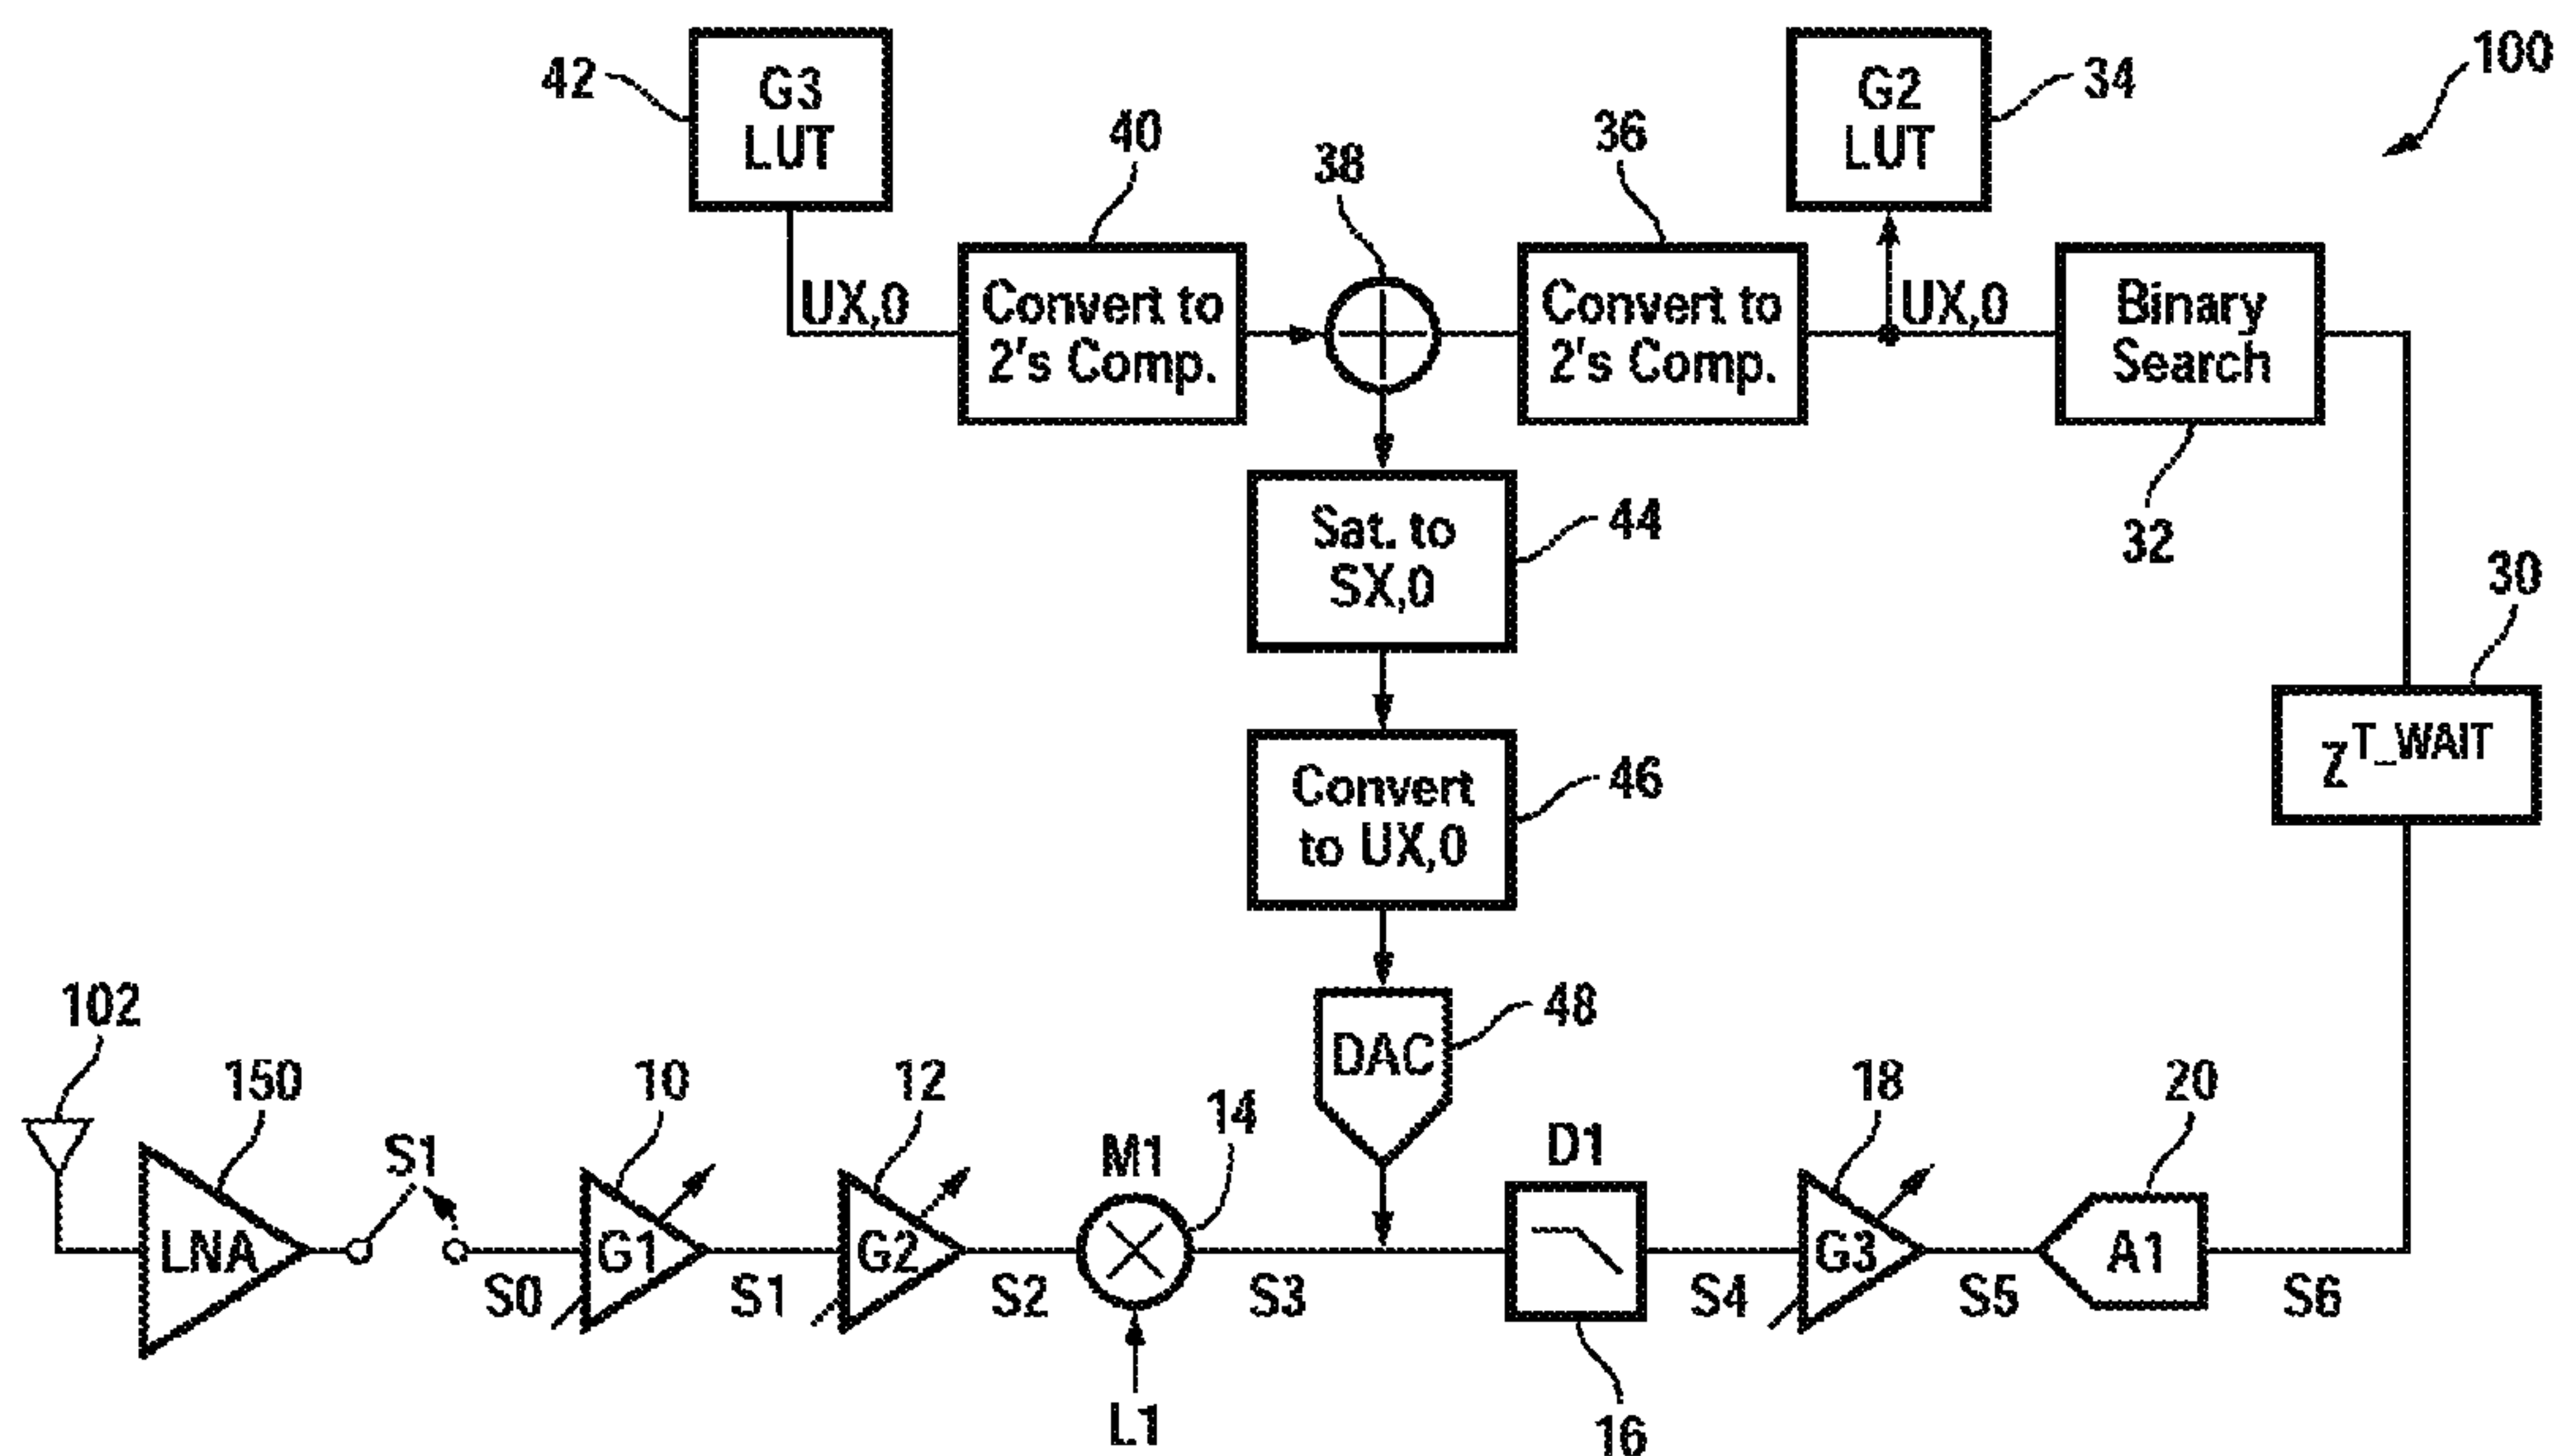 42
G3
LUT
G2
LUT
34
100
40
38
36
UX,0
Convert to
2's Comp.
Convert to
2's Comp.
UX,0
Binary
Search
32
Sat. to
SX,0
44
30
Z^T_WAIT
Convert
to UX,0
46
102
150
S1
10
12
M1
14
DAC
48
D1
18
20
LNA
G1
G2
G3
A1
S0
S1
S2
S3
S4
S5
S6
L1
16